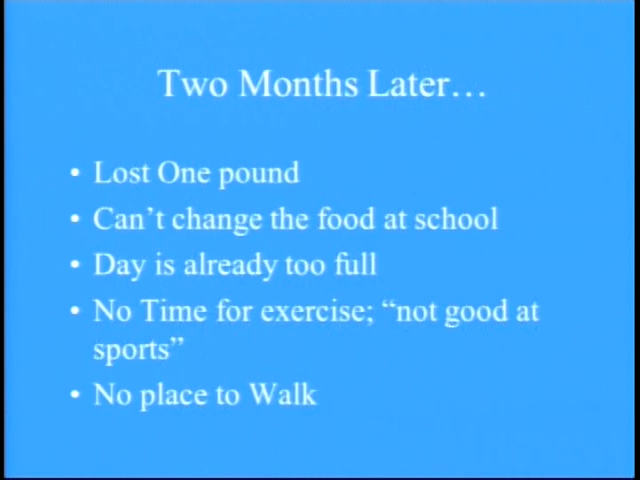 Two Months Later…
• Lost One pound
• Can’t change the food at school
• Day is already too full
• No Time for exercise; “not good at
sports”
• No place to Walk